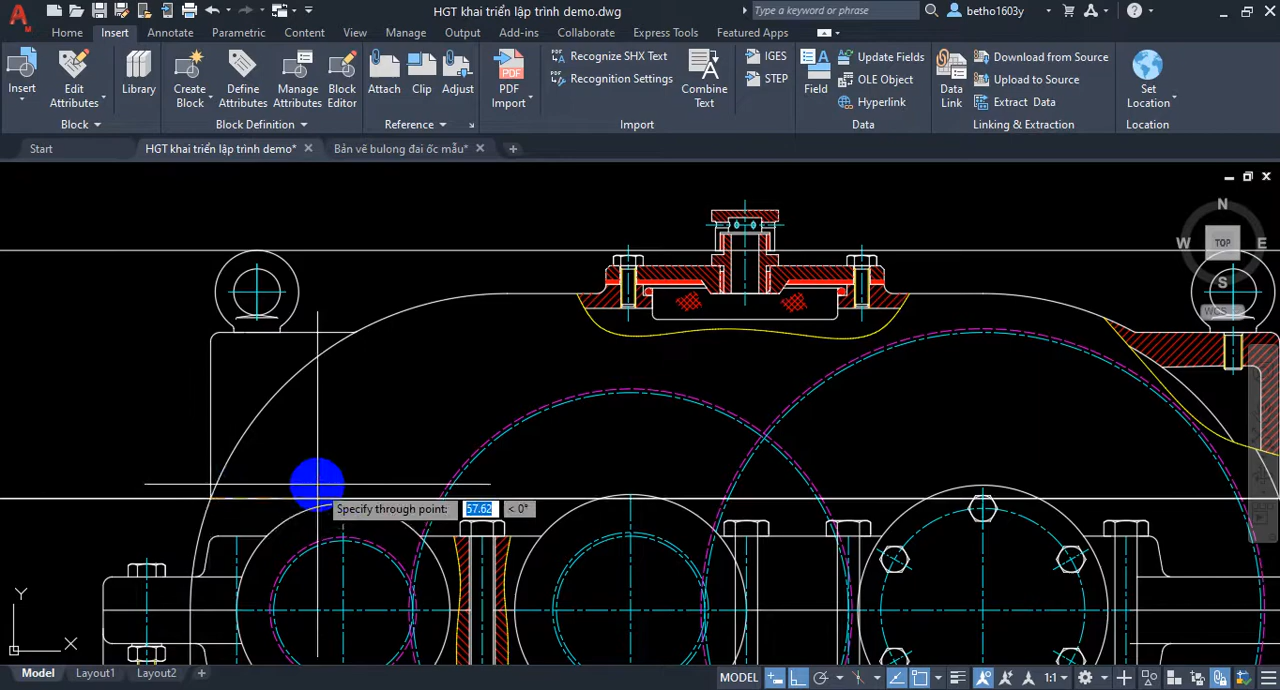 HGT khai triển lập trình demo.dwg
Type a keyword or phrase
betho1603y
Home Insert Annotate Parametric Content View Manage Output Add-ins Collaborate Express Tools Featured Apps
Insert
Edit Attributes
Library
Create Block
Define Attributes
Manage Attributes
Block Editor
Attach
Clip
Adjust
PDF
PDF Import
Recognize SHX Text
Recognition Settings
IGES
STEP
Combine Text
Field
Update Fields
OLE Object
Hyperlink
Data Link
Download from Source
Upload to Source
Extract Data
Set Location
Block Block Definition Reference Import Data Linking & Extraction Location
Start HGT khai triển lập trình demo* Bản vẽ bulong đai ốc mẫu*
N
W TOP E
S
WCS
Specify through point: 57.62 < 0°
Y
X
Model Layout1 Layout2
MODEL 1:1